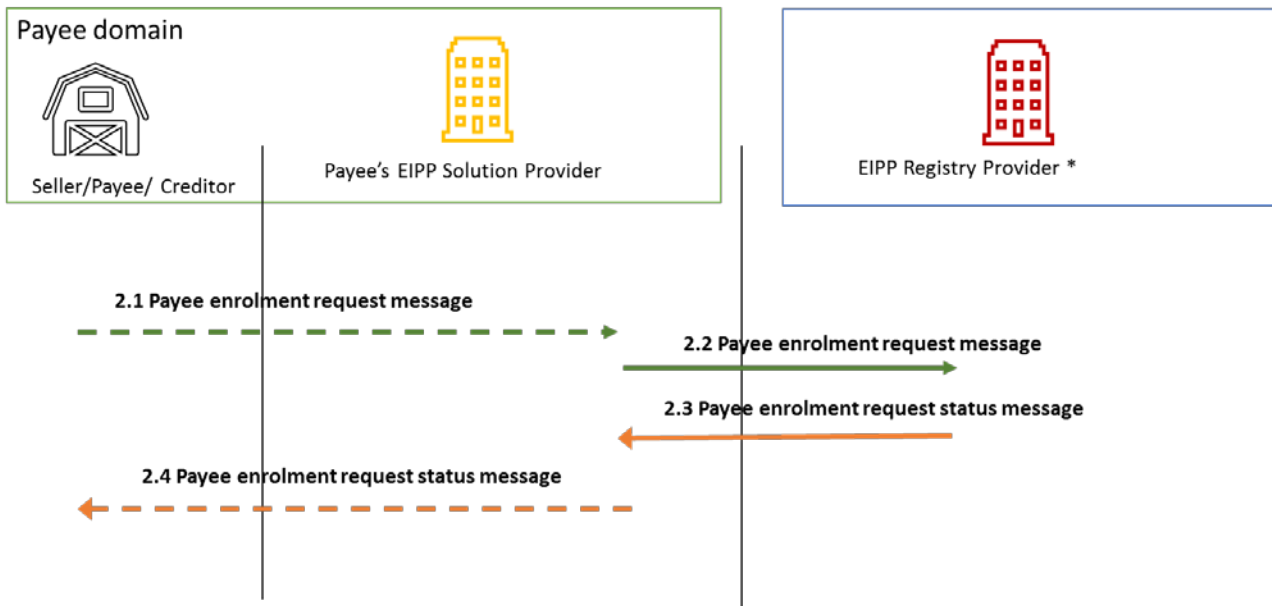 Payee domain
Seller/Payee/ Creditor
Payee's EIPP Solution Provider
EIPP Registry Provider *
2.1 Payee enrolment request message
2.2 Payee enrolment request message
2.3 Payee enrolment request status message
2.4 Payee enrolment request status message